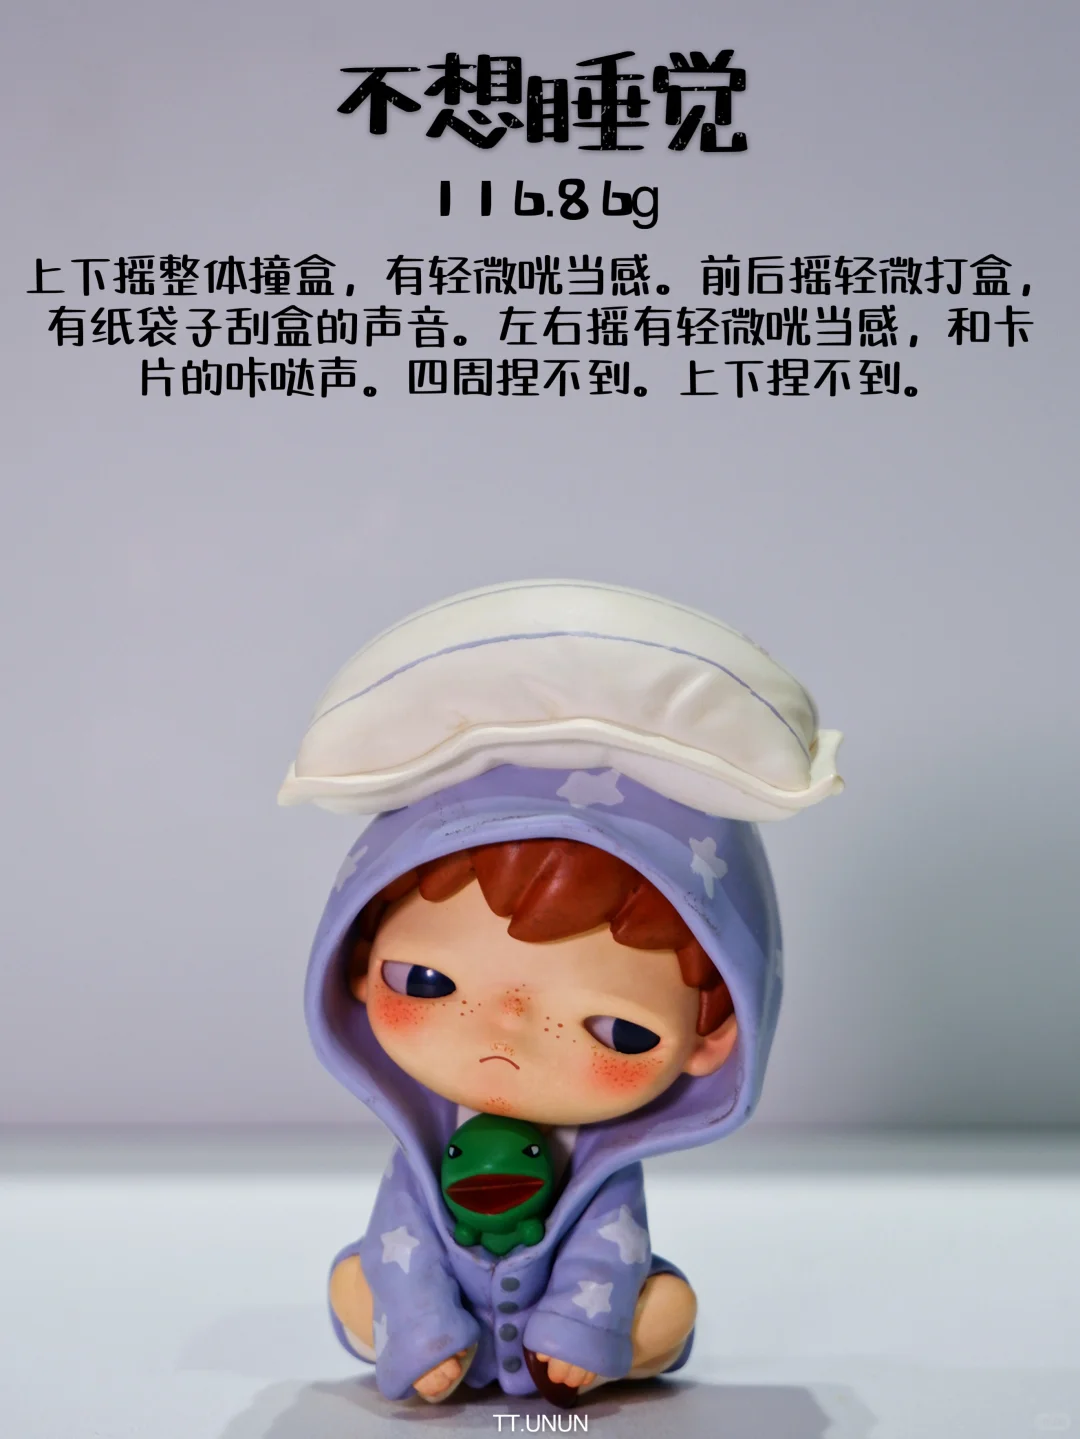 不想睡觉
116.86g
上下摇整体撞盒，有轻微咣当感。前后摇轻微打盒，
有纸袋子刮盒的声音。左右摇有轻微咣当感，和卡
片的咔哒声。四周捏不到。上下捏不到。
TT.UNUN